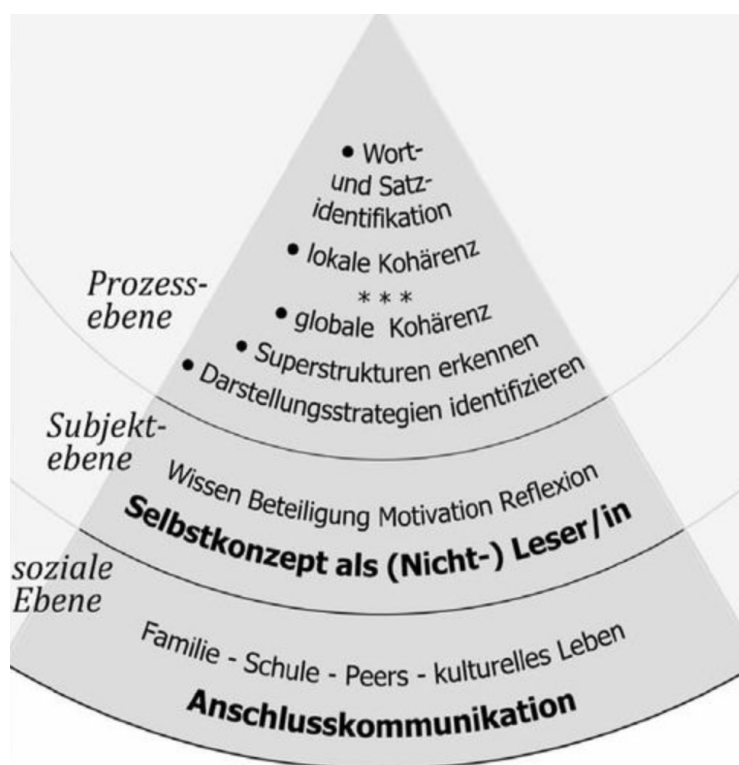 • Wort-
und Satz-
identifikation
• lokale Kohärenz
* * *
• globale Kohärenz
• Superstrukturen erkennen
• Darstellungsstrategien identifizieren
Prozess-
ebene
Wissen Beteiligung Motivation Reflexion
Selbstkonzept als (Nicht-) Leser/in
Subjekt-
ebene
Familie - Schule - Peers - kulturelles Leben
Anschlusskommunikation
soziale
Ebene